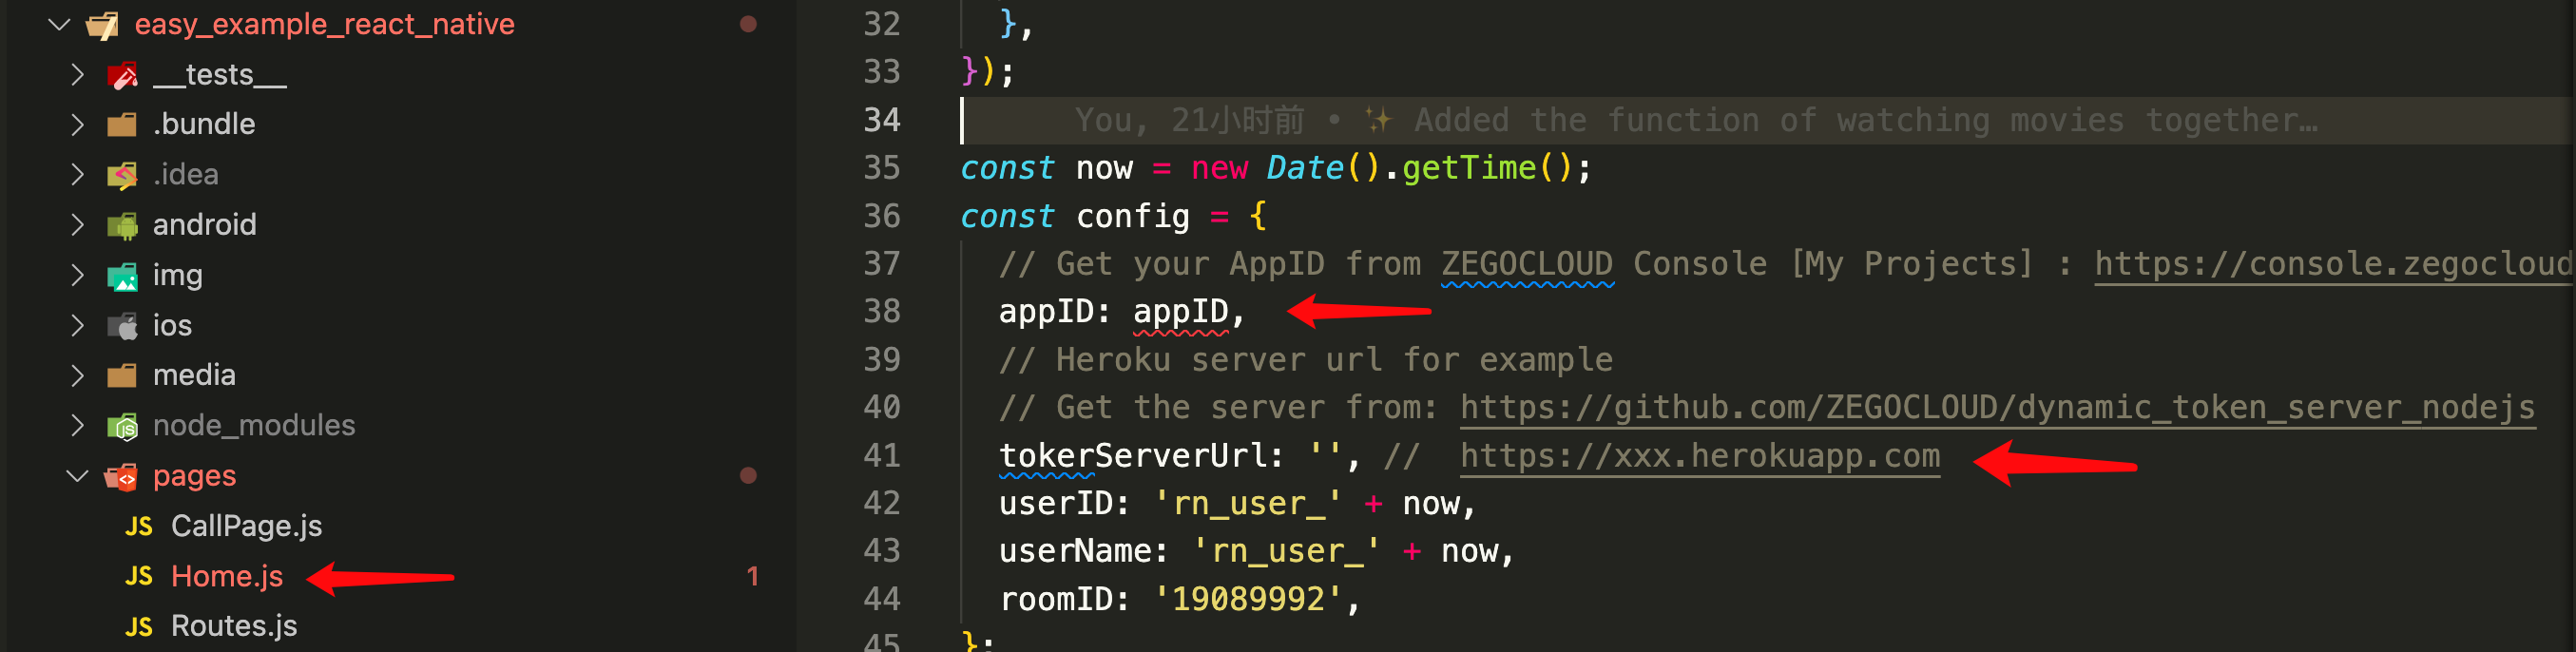 easy_example_react_native
__tests__
.bundle
.idea
android
img
ios
media
node_modules
pages
JS CallPage.js
JS Home.js 1
JS Routes.js
32 },
33 });
34 You, 21小时前 • ✨ Added the function of watching movies together…
35 const now = new Date().getTime();
36 const config = {
37 // Get your AppID from ZEGOCLOUD Console [My Projects] : https://console.zegocloud
38 appID: appID,
39 // Heroku server url for example
40 // Get the server from: https://github.com/ZEGOCLOUD/dynamic_token_server_nodejs
41 tokerServerUrl: '', // https://xxx.herokuapp.com
42 userID: 'rn_user_' + now,
43 userName: 'rn_user_' + now,
44 roomID: '19089992',
45 };